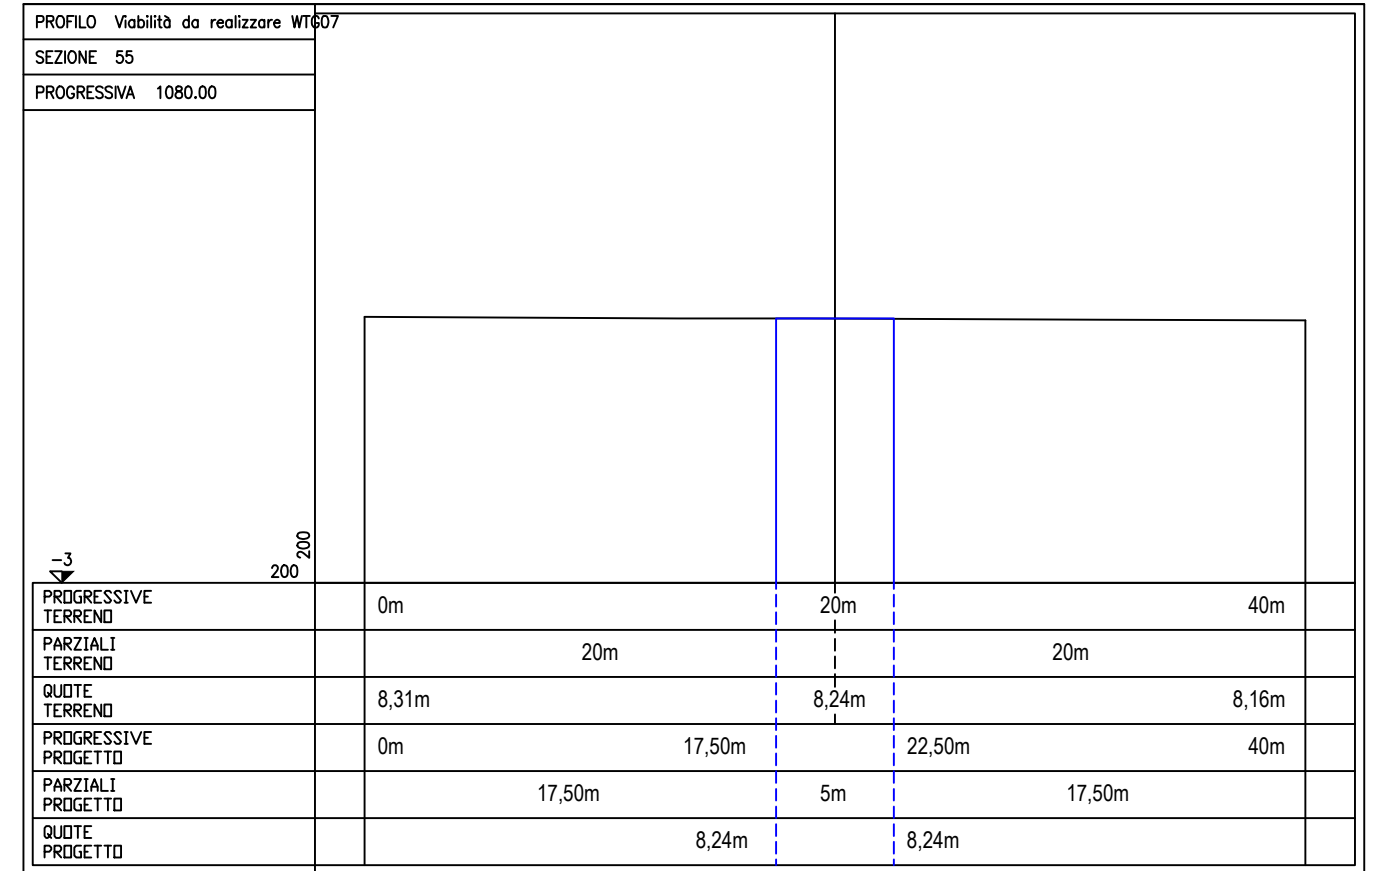 PROFILO Viabilità da realizzare WTG07
SEZIONE 55
PROGRESSIVA 1080.00
200
-3
200
PROGRESSIVE
TERRENO
0m 20m 40m
PARZIALI
TERRENO
20m 20m
QUOTE
TERRENO
8,31m 8,24m 8,16m
PROGRESSIVE
PROGETTO
0m 17,50m 22,50m 40m
PARZIALI
PROGETTO
17,50m 5m 17,50m
QUOTE
PROGETTO
8,24m 8,24m